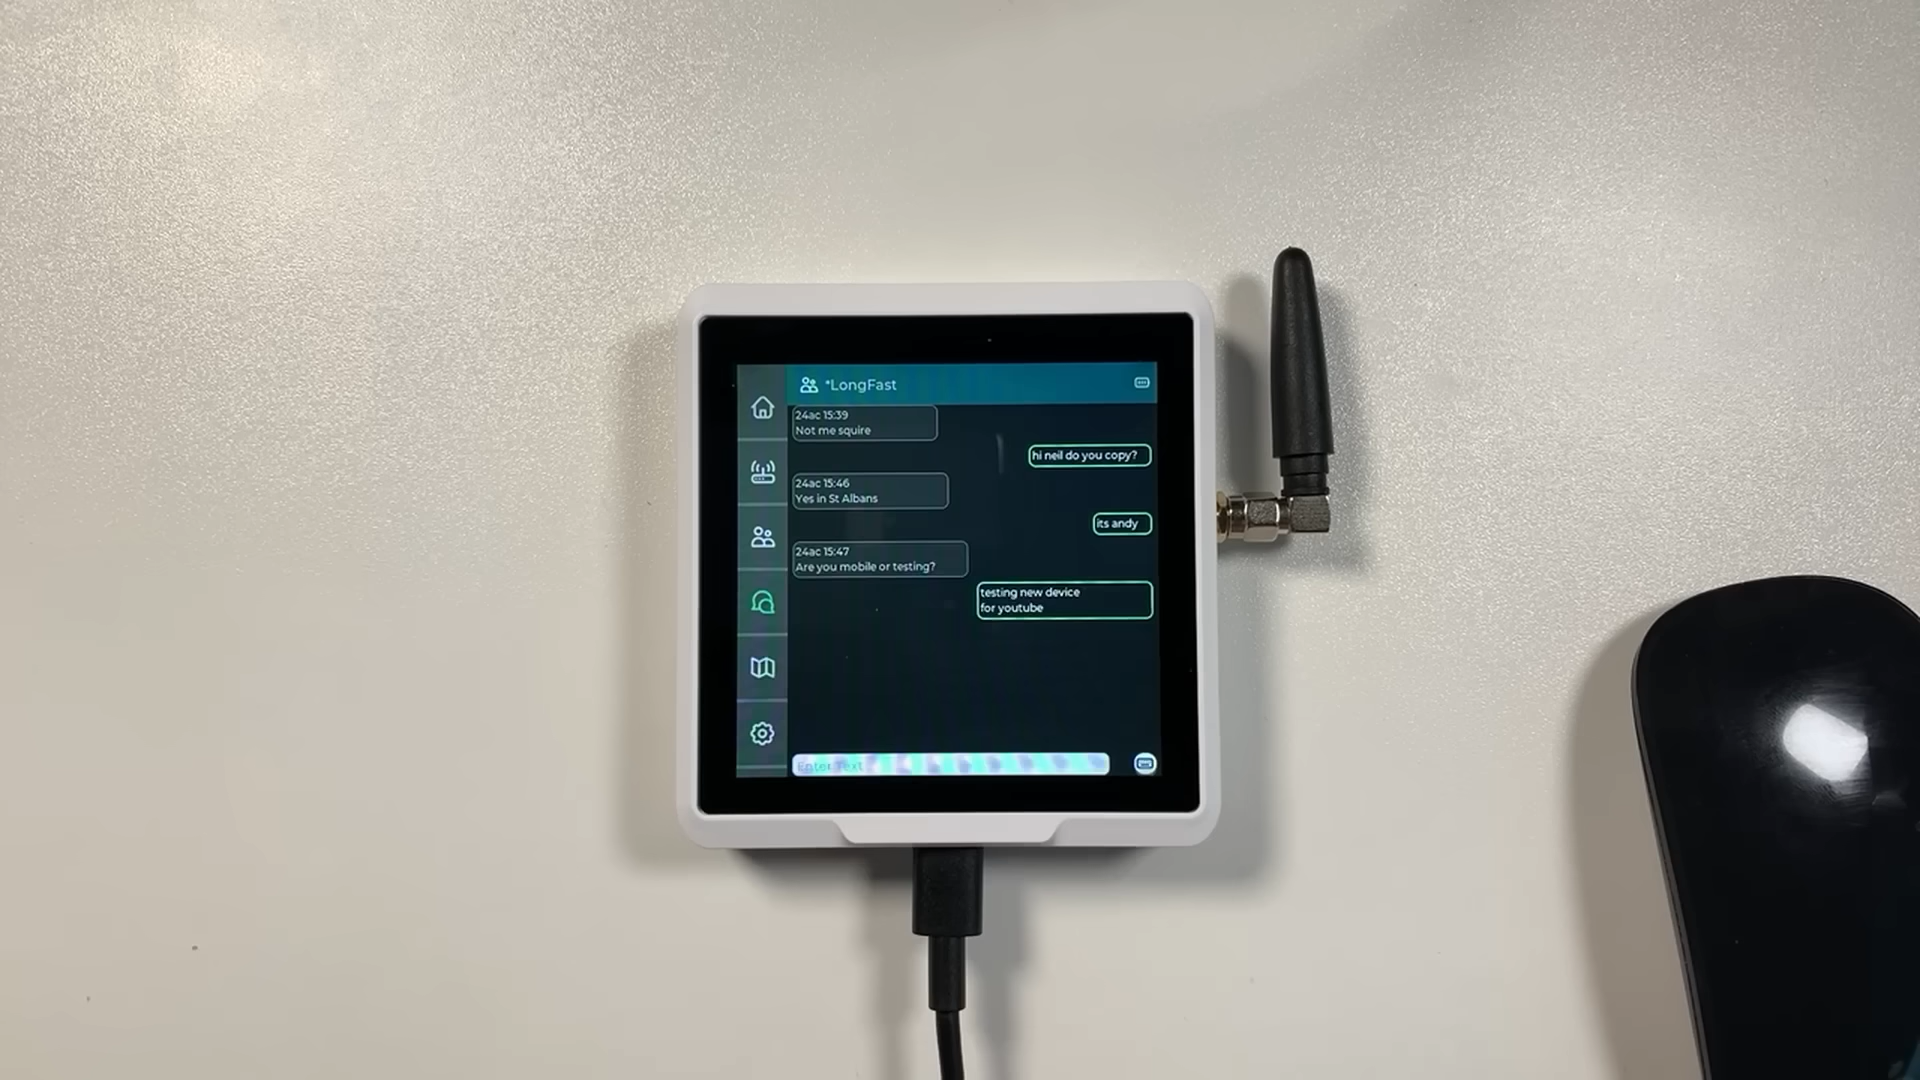 *LongFast
24ac 15:39
Not me squire
hi neil do you copy?
24ac 15:46
Yes in St Albans
its andy
24ac 15:47
Are you mobile or testing?
testing new device
for youtube
Enter Text